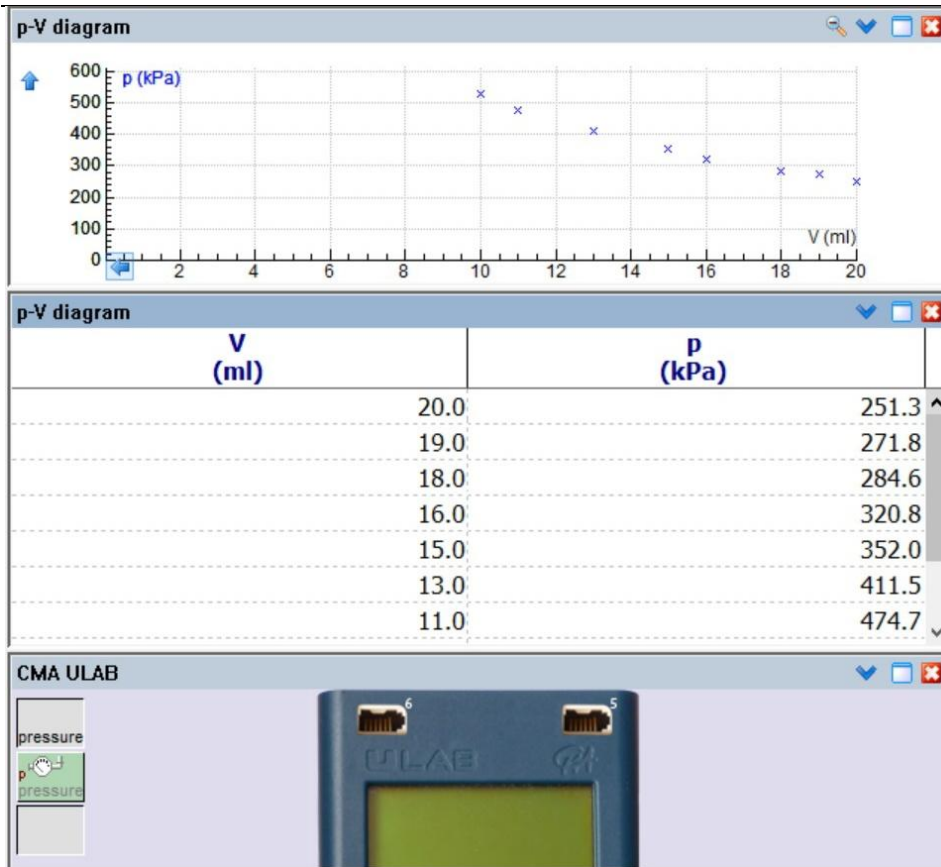 p-V diagram
600
p (kPa)
500
400
300
200
100
0
V (ml)
2 4 6 8 10 12 14 16 18 20
p-V diagram
V p
(ml) (kPa)
20.0 251.3
19.0 271.8
18.0 284.6
16.0 320.8
15.0 352.0
13.0 411.5
11.0 474.7
CMA ULAB
6 5
pressure
ULAB
p
pressure